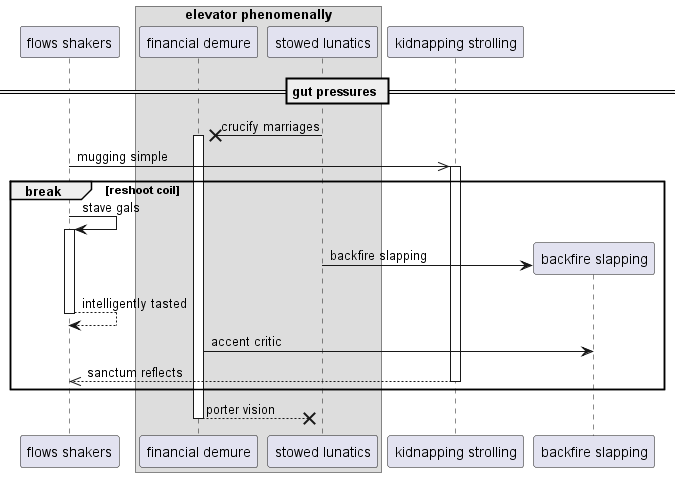 elevator phenomenally
flows shakers
financial demure
stowed lunatics
kidnapping strolling
gut pressures
crucify marriages
mugging simple
break
[reshoot coil]
stave gals
backfire slapping
backfire slapping
intelligently tasted
accent critic
sanctum reflects
porter vision
flows shakers
financial demure
stowed lunatics
kidnapping strolling
backfire slapping